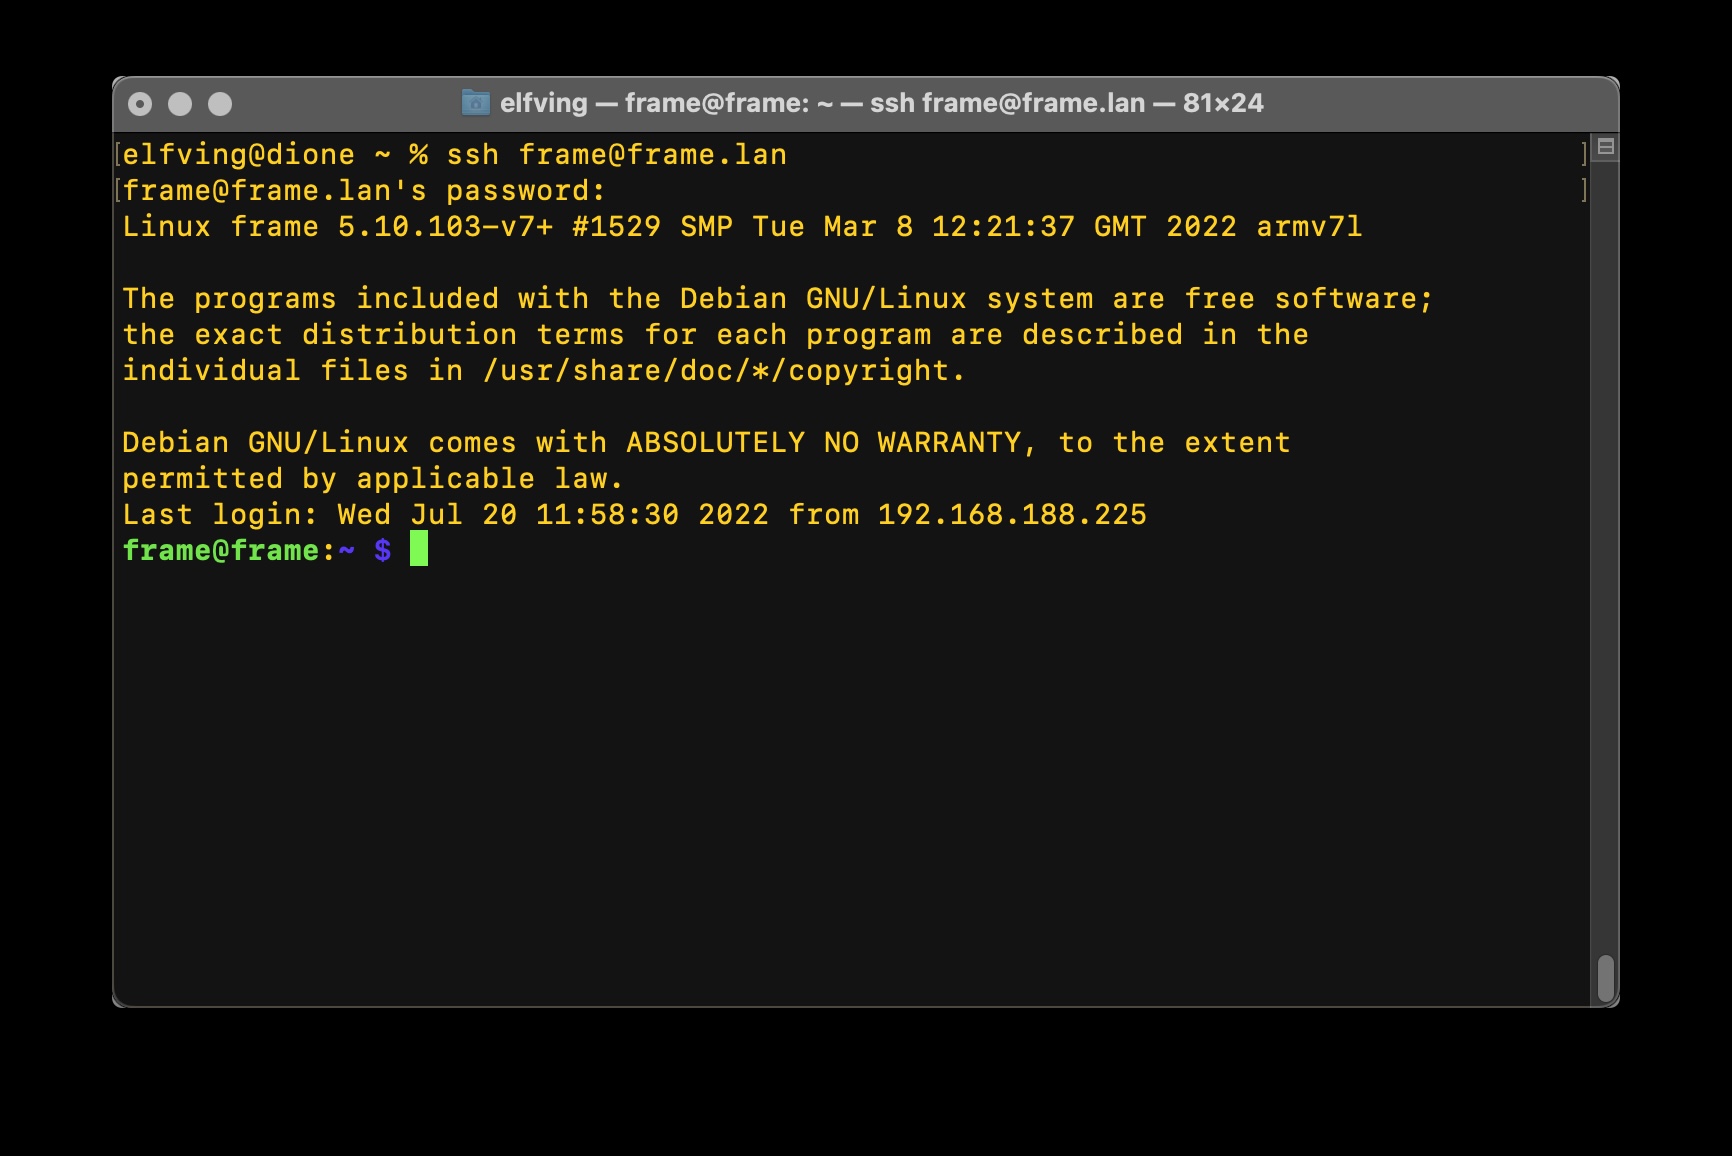 elfving — frame@frame: ~ — ssh frame@frame.lan — 81×24
[elfving@dione ~ % ssh frame@frame.lan ]
[frame@frame.lan's password: ]
Linux frame 5.10.103-v7+ #1529 SMP Tue Mar 8 12:21:37 GMT 2022 armv7l
The programs included with the Debian GNU/Linux system are free software;
the exact distribution terms for each program are described in the
individual files in /usr/share/doc/*/copyright.
Debian GNU/Linux comes with ABSOLUTELY NO WARRANTY, to the extent
permitted by applicable law.
Last login: Wed Jul 20 11:58:30 2022 from 192.168.188.225
frame@frame:~ $